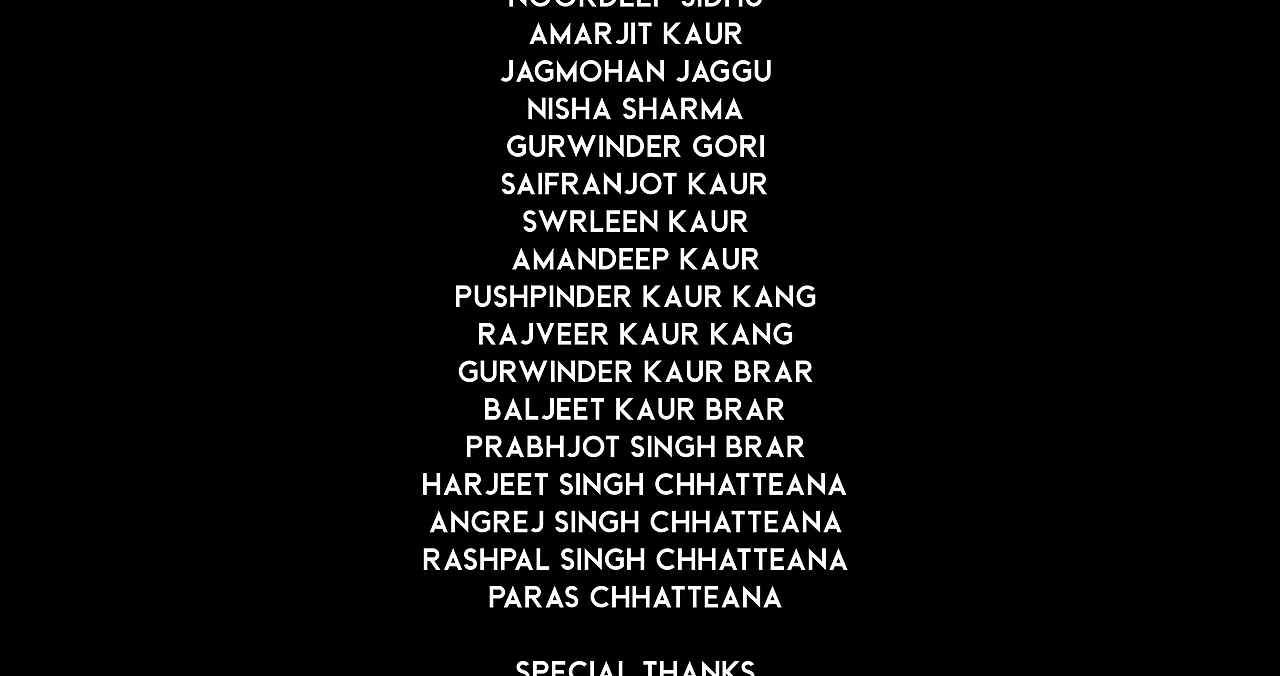 NOORDEEP SIDHU
AMARJIT KAUR
JAGMOHAN JAGGU
NISHA SHARMA
GURWINDER GORI
SAIFRANJOT KAUR
SWRLEEN KAUR
AMANDEEP KAUR
PUSHPINDER KAUR KANG
RAJVEER KAUR KANG
GURWINDER KAUR BRAR
BALJEET KAUR BRAR
PRABHJOT SINGH BRAR
HARJEET SINGH CHHATTEANA
ANGREJ SINGH CHHATTEANA
RASHPAL SINGH CHHATTEANA
PARAS CHHATTEANA
SPECIAL THANKS